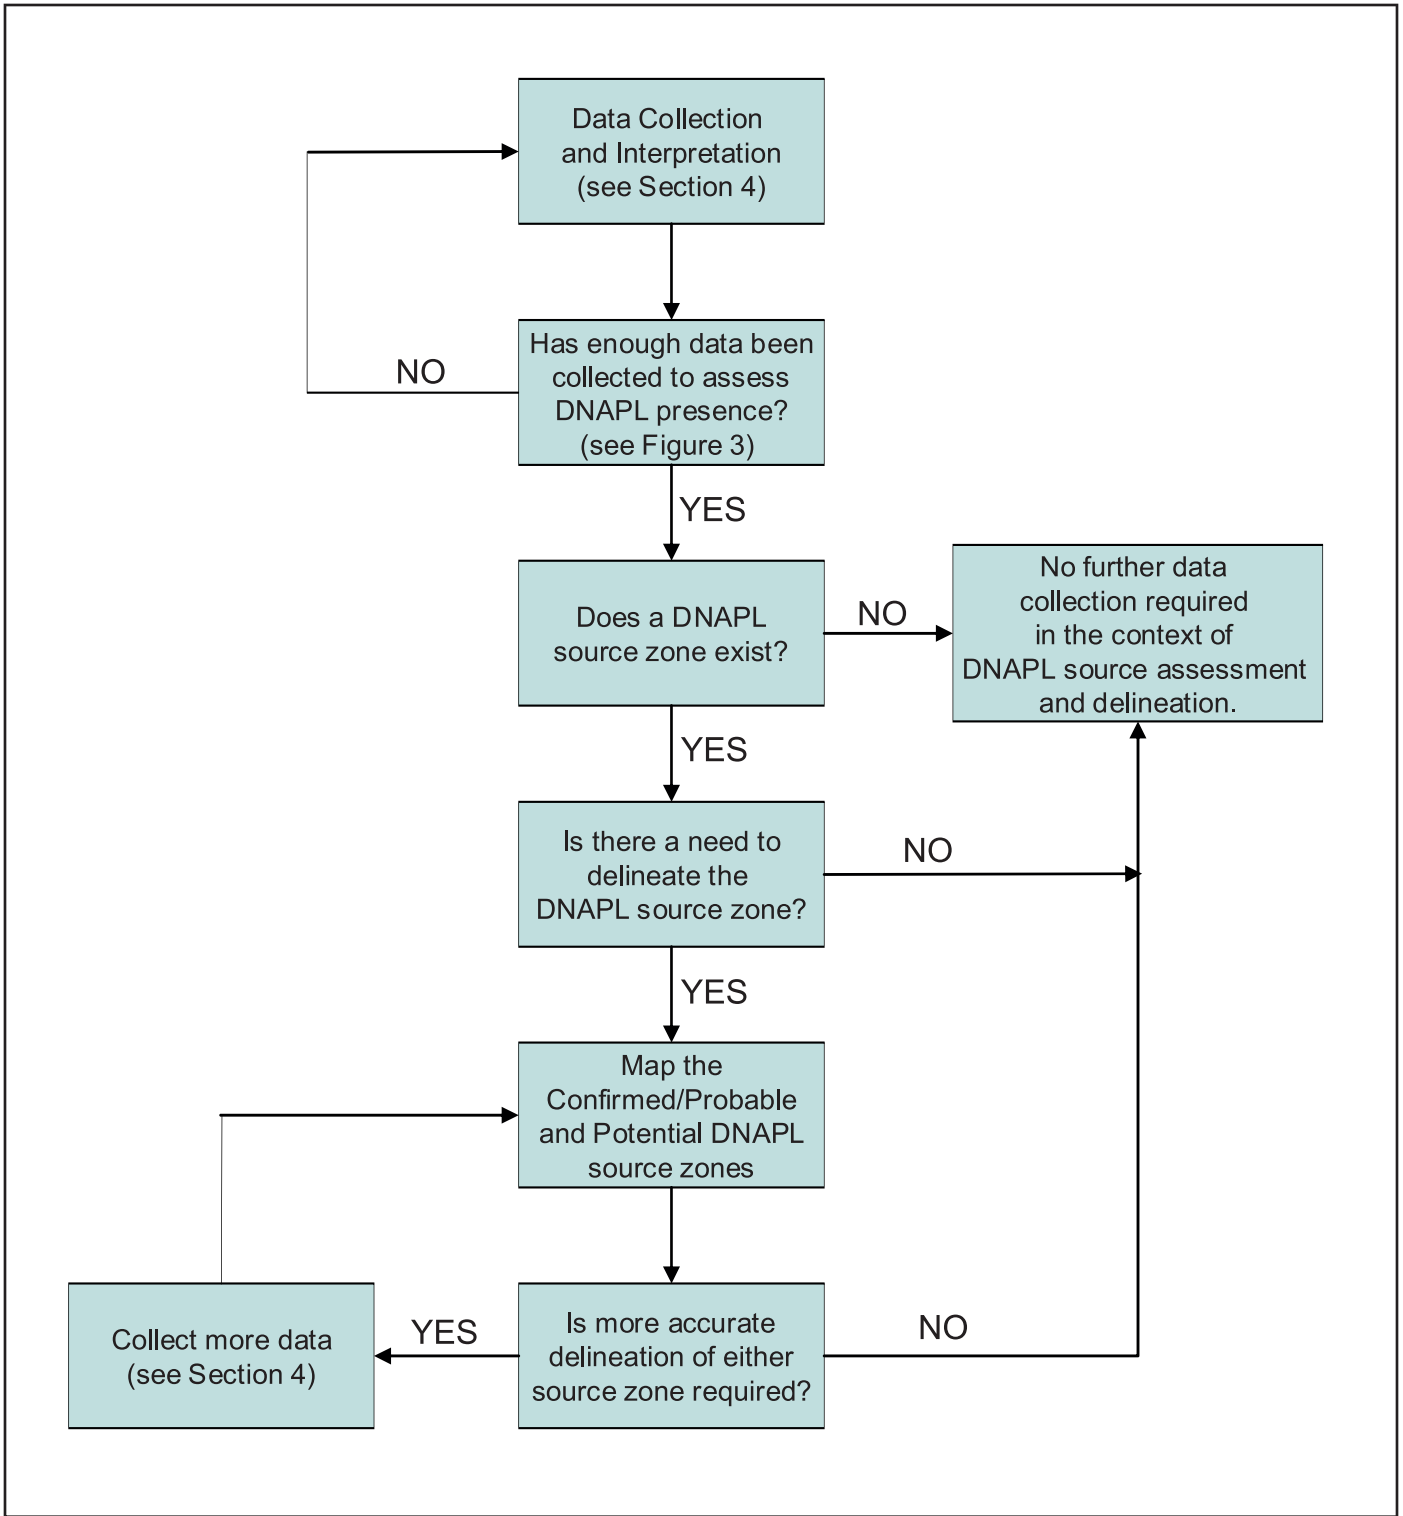 Data Collection
and Interpretation
(see Section 4)
Has enough data been
collected to assess
DNAPL presence?
(see Figure 3)
NO
YES
Does a DNAPL
source zone exist?
NO
No further data
collection required
in the context of
DNAPL source assessment
and delineation.
YES
Is there a need to
delineate the
DNAPL source zone?
NO
YES
Map the
Confirmed/Probable
and Potential DNAPL
source zones
Is more accurate
delineation of either
source zone required?
YES
NO
Collect more data
(see Section 4)